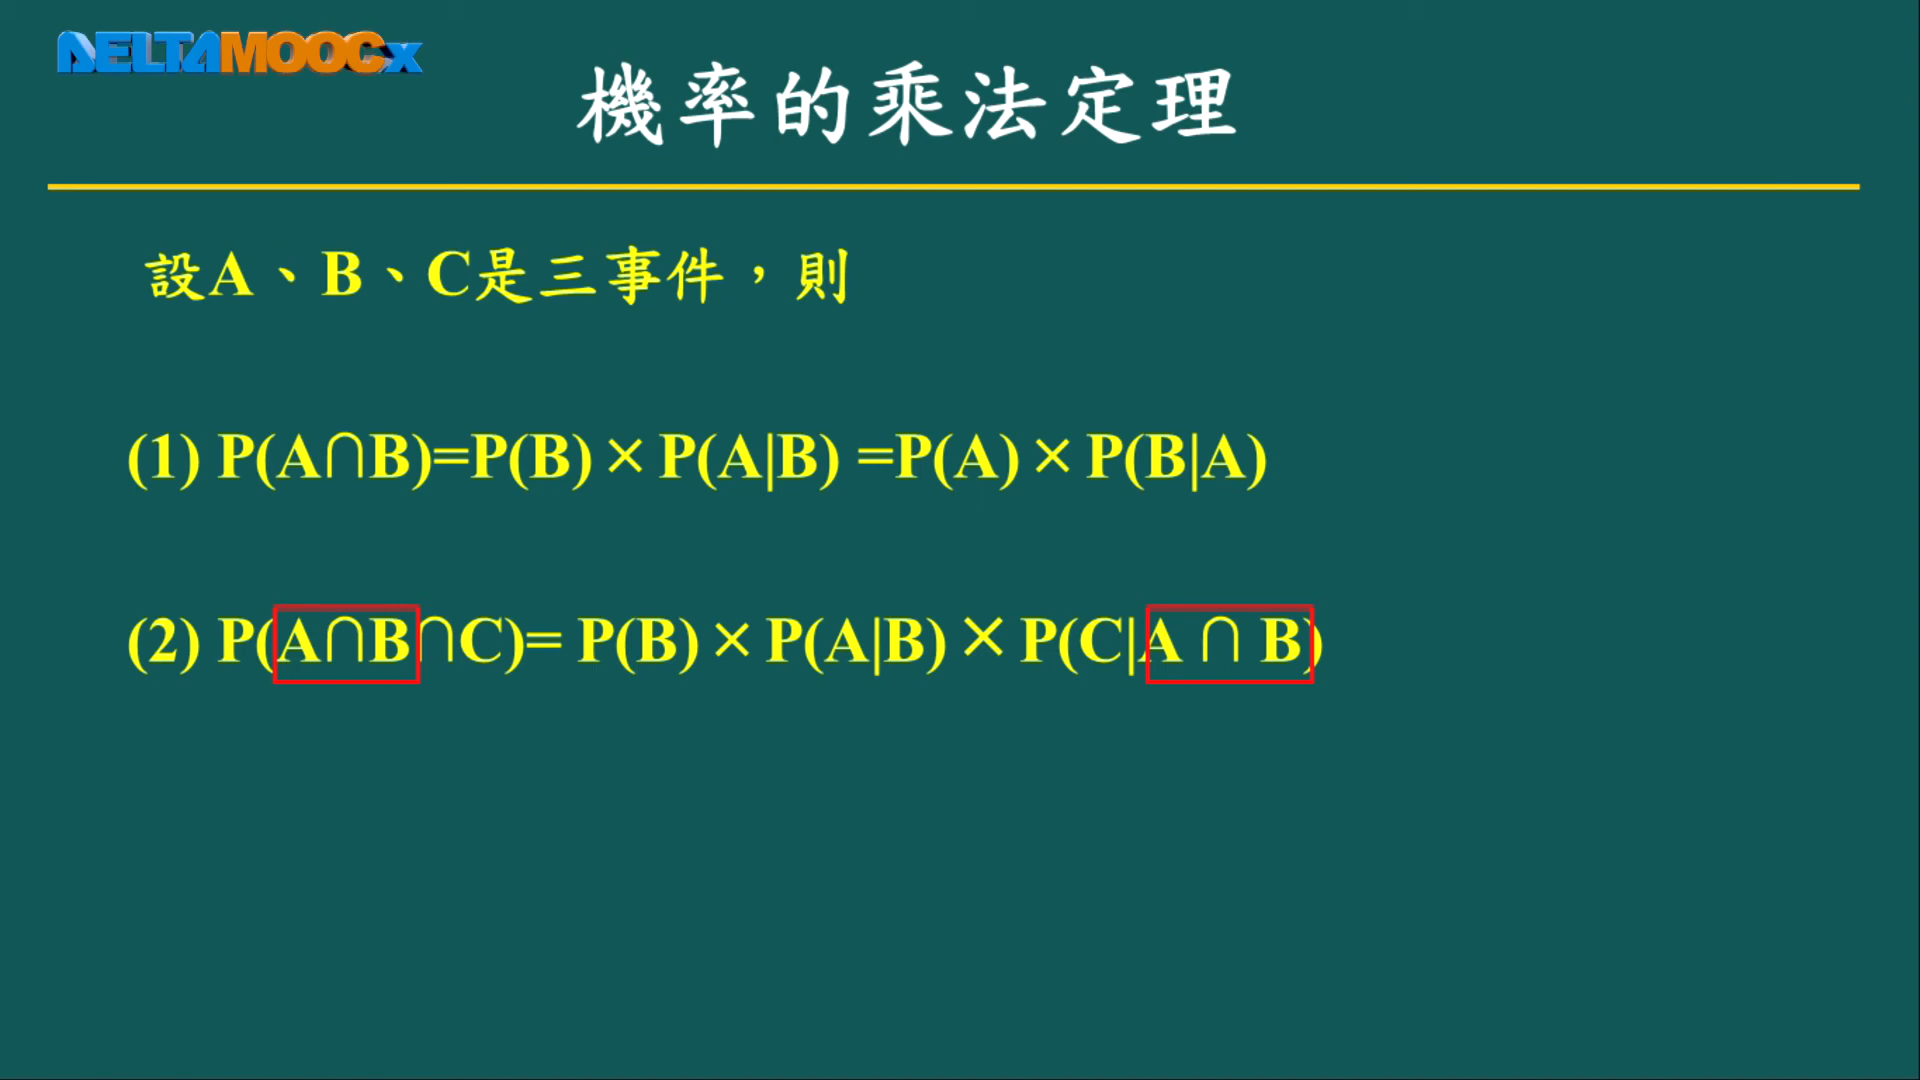 DELTAMOOCx
機率的乘法定理
設A、B、C是三事件，則
(1) P(A∩B)=P(B)×P(A|B) =P(A)×P(B|A)
(2) P(A∩B∩C)= P(B)×P(A|B)×P(C|A ∩ B)